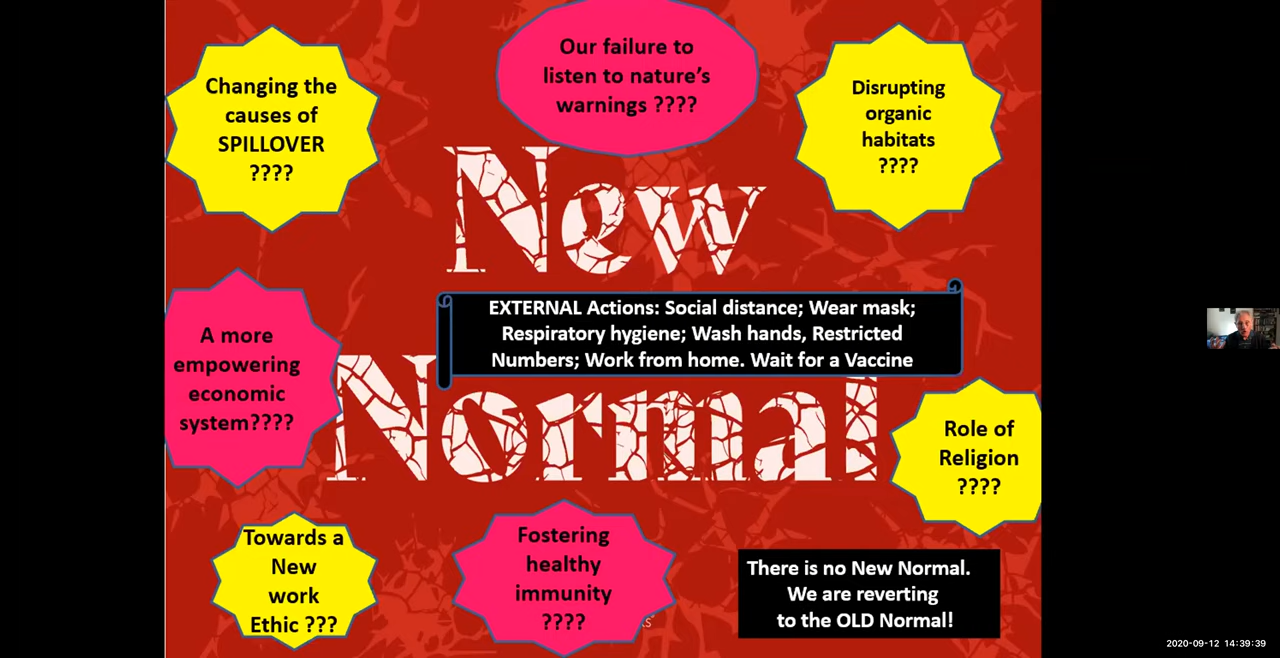 Our failure to
listen to nature's
warnings ????
Changing the
causes of
SPILLOVER
????
Disrupting
organic
habitats
????
New
EXTERNAL Actions: Social distance; Wear mask;
Respiratory hygiene; Wash hands, Restricted
Numbers; Work from home. Wait for a Vaccine
A more
empowering
economic
system????
Normal
Role of
Religion
????
Towards a
New
work
Ethic ???
Fostering
healthy
immunity
????
There is no New Normal.
We are reverting
to the OLD Normal!
2020-09-12 14:39:39